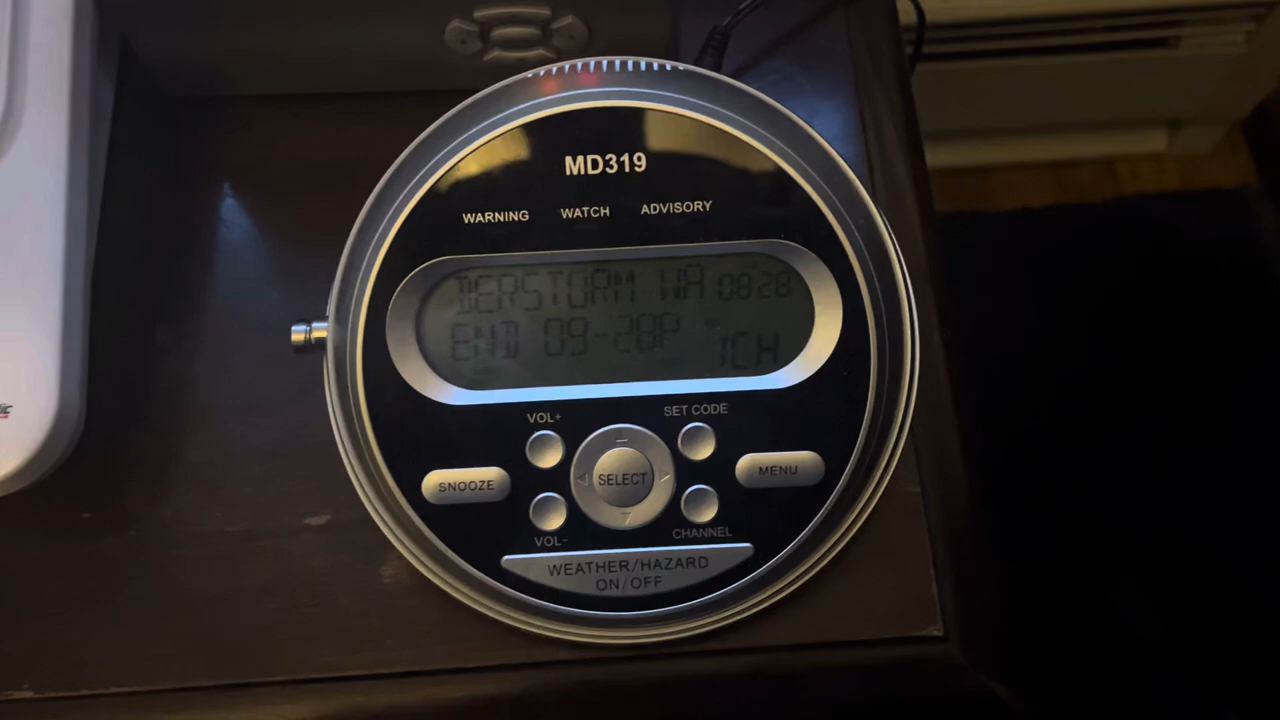 MD319
WARNING WATCH ADVISORY
DERSTORM WA 0828
END 09-28P 1CH
VOL+ SET CODE
SNOOZE SELECT MENU
VOL- CHANNEL
WEATHER/HAZARD
ON/OFF